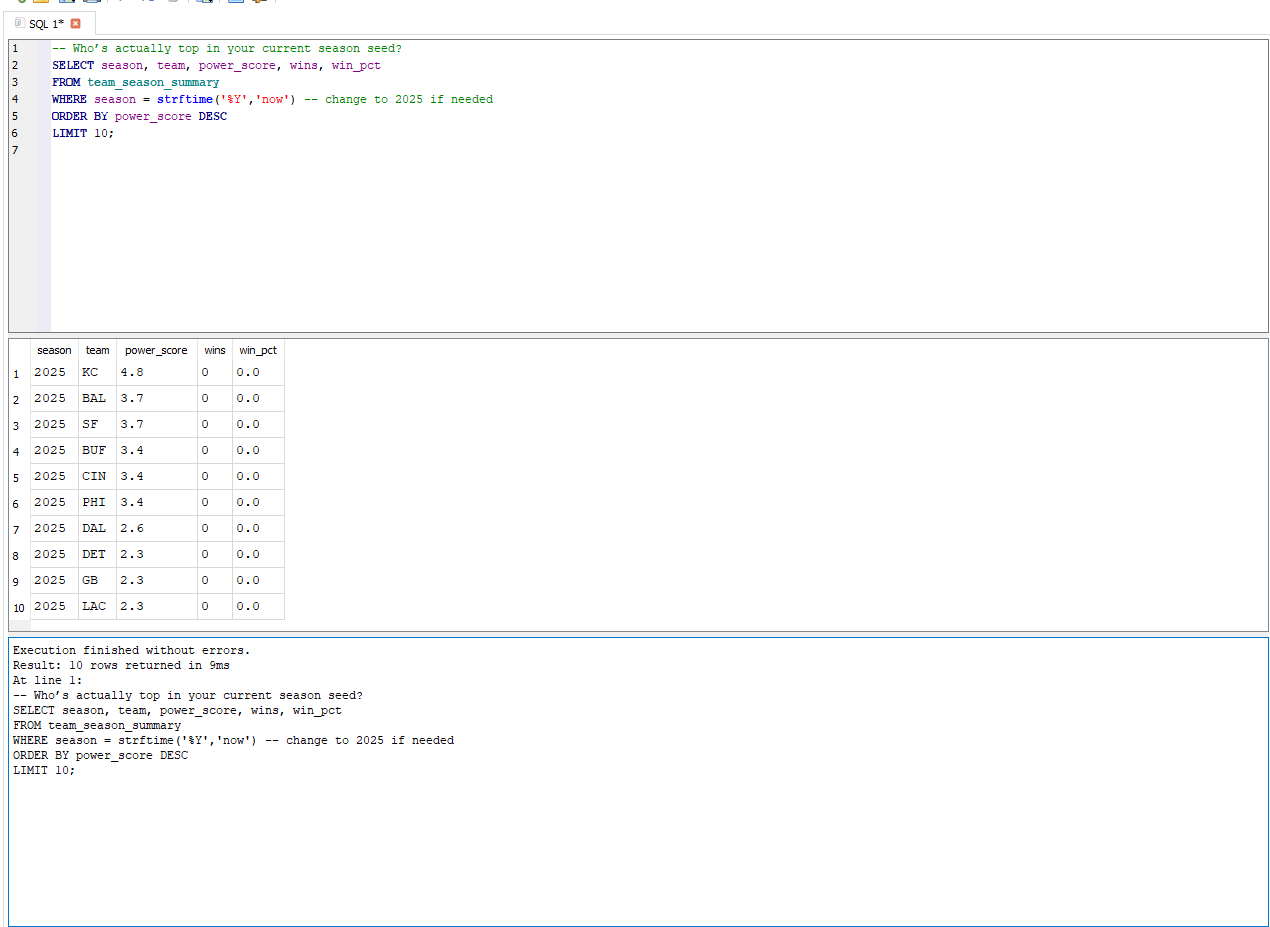 SQL 1*
1 -- Who’s actually top in your current season seed?
2 SELECT season, team, power_score, wins, win_pct
3 FROM team_season_summary
4 WHERE season = strftime('%Y','now') -- change to 2025 if needed
5 ORDER BY power_score DESC
6 LIMIT 10;
7
season team power_score wins win_pct
1 2025 KC 4.8 0 0.0
2 2025 BAL 3.7 0 0.0
3 2025 SF 3.7 0 0.0
4 2025 BUF 3.4 0 0.0
5 2025 CIN 3.4 0 0.0
6 2025 PHI 3.4 0 0.0
7 2025 DAL 2.6 0 0.0
8 2025 DET 2.3 0 0.0
9 2025 GB 2.3 0 0.0
10 2025 LAC 2.3 0 0.0
Execution finished without errors.
Result: 10 rows returned in 9ms
At line 1:
-- Who’s actually top in your current season seed?
SELECT season, team, power_score, wins, win_pct
FROM team_season_summary
WHERE season = strftime('%Y','now') -- change to 2025 if needed
ORDER BY power_score DESC
LIMIT 10;